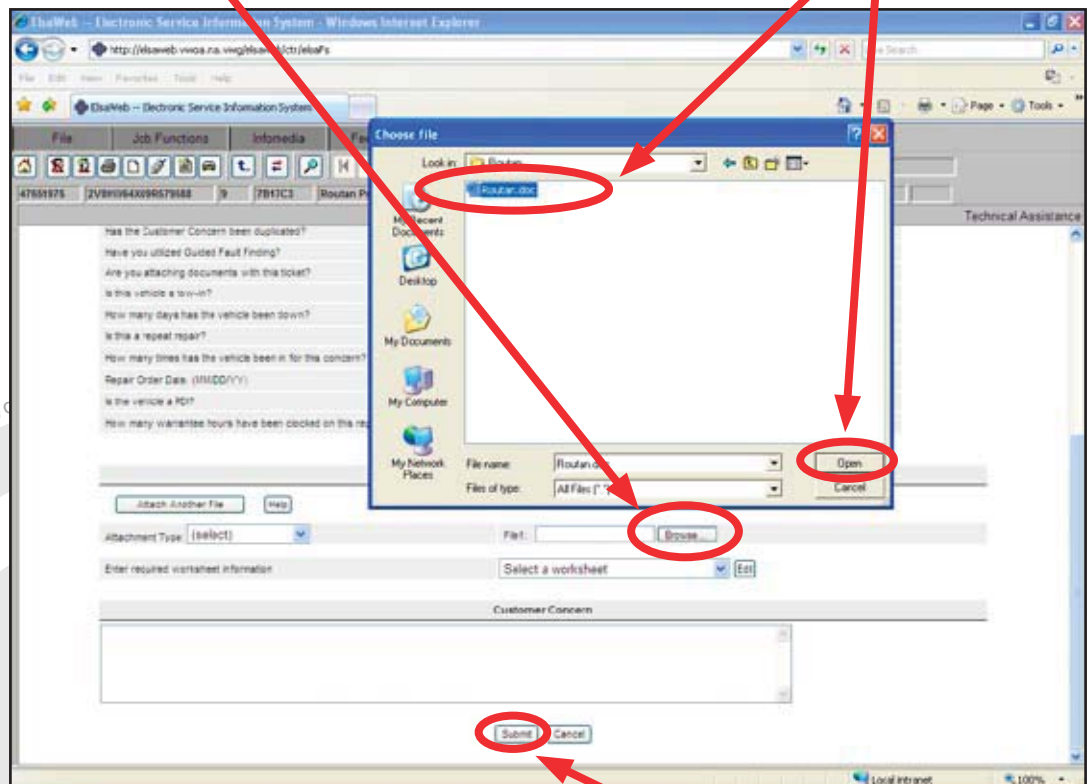 ElsaWeb -- Electronic Service Information System - Windows Internet Explorer
http://elsaweb.vwoa.na.vwg/elsaweb/ctr/elsaFs
Search
File Edit View Favorites Tools Help
ElsaWeb -- Electronic Service Information System
Page Tools
File Job Functions Infomedia
Choose file
Look in: Routan
Routan.doc
9 7B17C3 Routan
Technical Assistance
My Recent Documents
Desktop
My Documents
My Computer
My Network Places
Has the Customer Concern been duplicated?
Have you utilized Guided Fault Finding?
Are you attaching documents with this ticket?
Is this vehicle a tow-in?
How many days has the vehicle been down?
Is this a repeat repair?
How many times has the vehicle been in for this concern?
Repair Order Date (MM/DD/YY)
Is the vehicle a PDI?
How many warrantee hours have been clocked on this
File name: Routan.doc Open
Files of type: All Files (*.*) Cancel
Attach Another File Help
Attachment Type (select) File1: Browse...
Enter required worksheet information Select a worksheet Edit
Customer Concern
Submit Cancel
Local intranet 100%